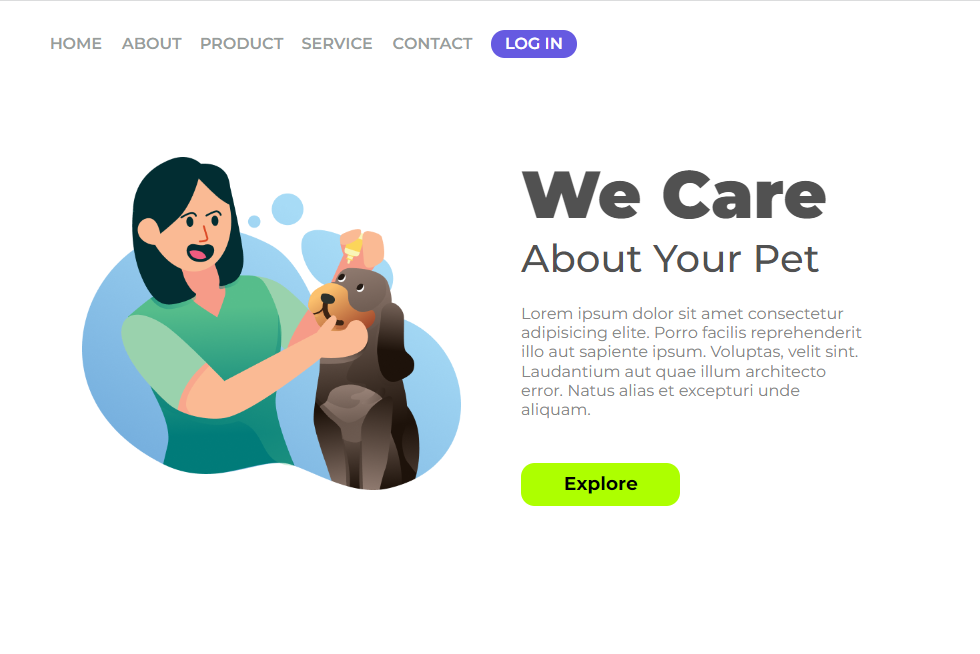 HOME ABOUT PRODUCT SERVICE CONTACT LOG IN
We Care
About Your Pet
Lorem ipsum dolor sit amet consectetur
adipisicing elite. Porro facilis reprehenderit
illo aut sapiente ipsum. Voluptas, velit sint.
Laudantium aut quae illum architecto
error. Natus alias et excepturi unde
aliquam.
Explore